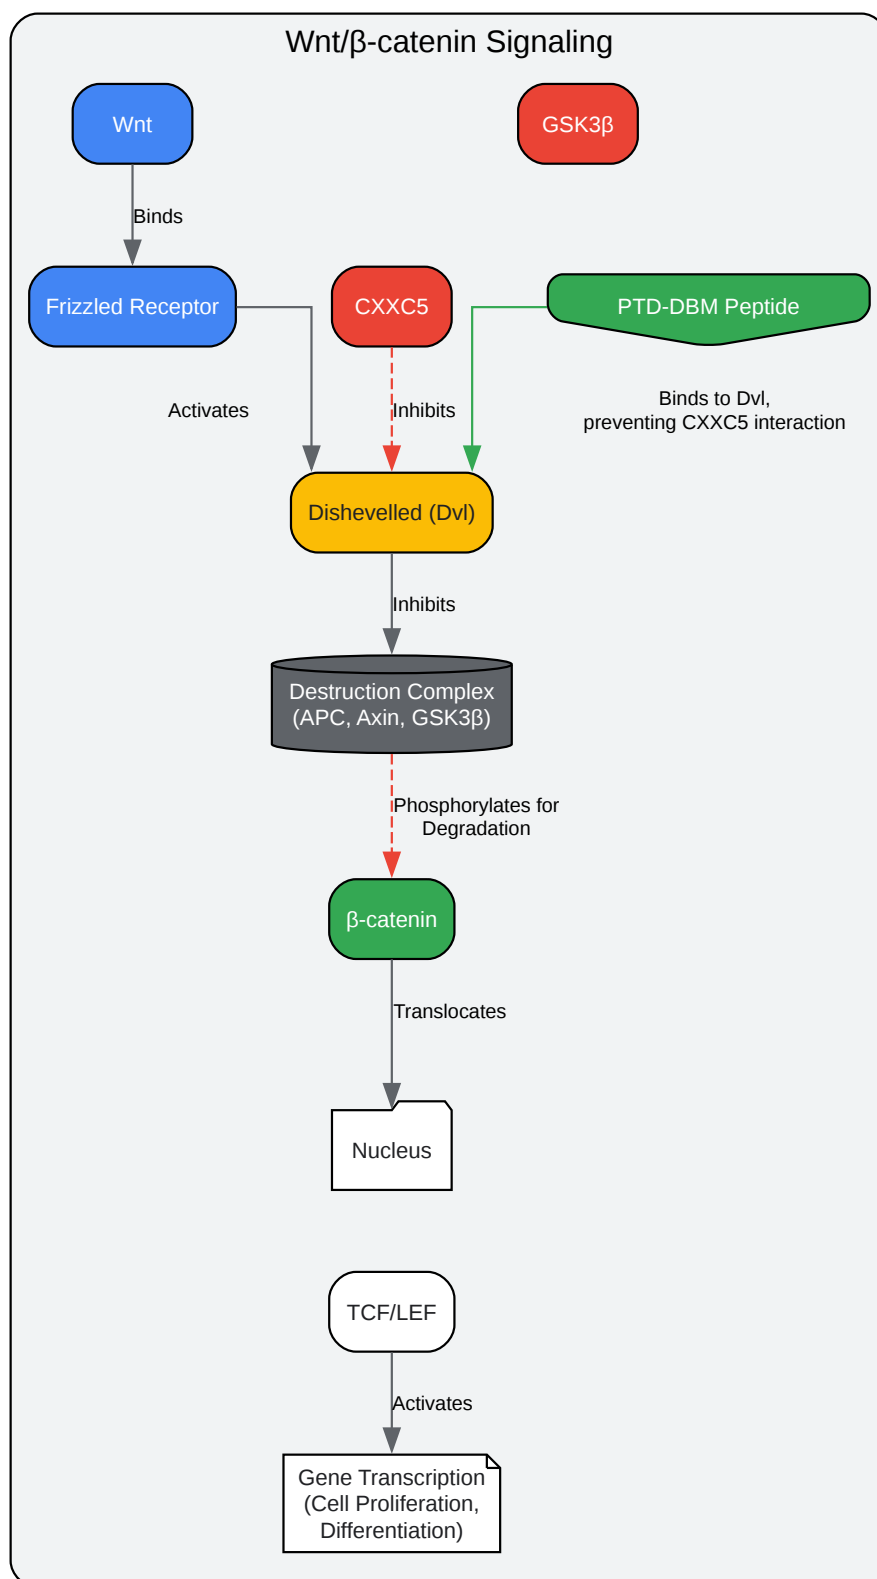 Wnt/β-catenin Signaling
Wnt
GSK3β
Binds
Frizzled Receptor
CXXC5
PTD-DBM Peptide
Activates
Inhibits
Binds to Dvl,
preventing CXXC5 interaction
Dishevelled (Dvl)
Inhibits
Destruction Complex
(APC, Axin, GSK3β)
Phosphorylates for
Degradation
β-catenin
Translocates
Nucleus
TCF/LEF
Activates
Gene Transcription
(Cell Proliferation,
Differentiation)